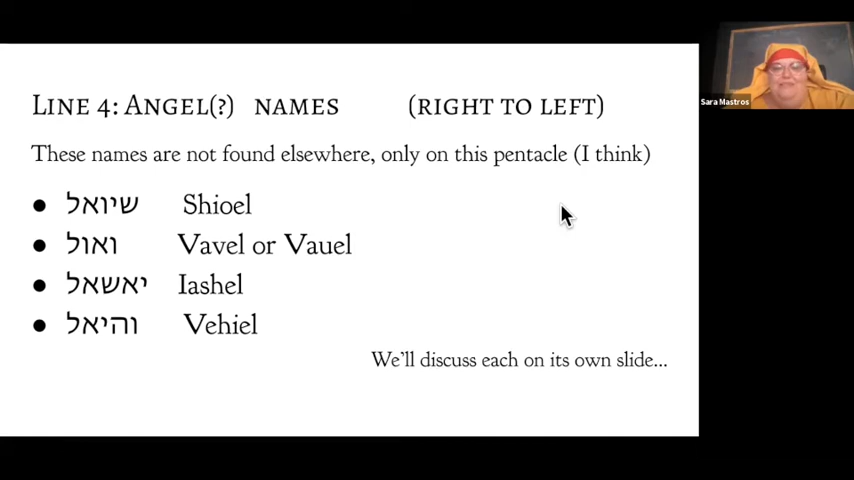 Sara Mastros
LINE 4: ANGEL(?) NAMES (RIGHT TO LEFT)
These names are not found elsewhere, only on this pentacle (I think)
● שיואל Shioel
● ואול Vavel or Vauel
● יאשאל Iashel
● והיאל Vehiel
We'll discuss each on its own slide...